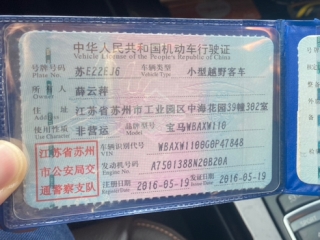 中华人民共和国机动车行驶证
Vehicle License of the People's Republic of China
号牌号码 苏E22EJ6 车辆类型 小型越野客车
Plate No. Vehicle Type
所有人 薛云萍
Owner
住址 江苏省苏州市工业园区中海花园39幢302室
Address
使用性质 非营运 品牌型号 宝马WBAXW110
Use Character Model
江苏省苏州 车辆识别代号 WBAXW1100G0P47848
VIN
市公安局交 发动机号码 A7501388N20B20A
Engine No.
通警察支队 注册日期 2016-05-19 发证日期 2016-05-19
Register Date Issue Date